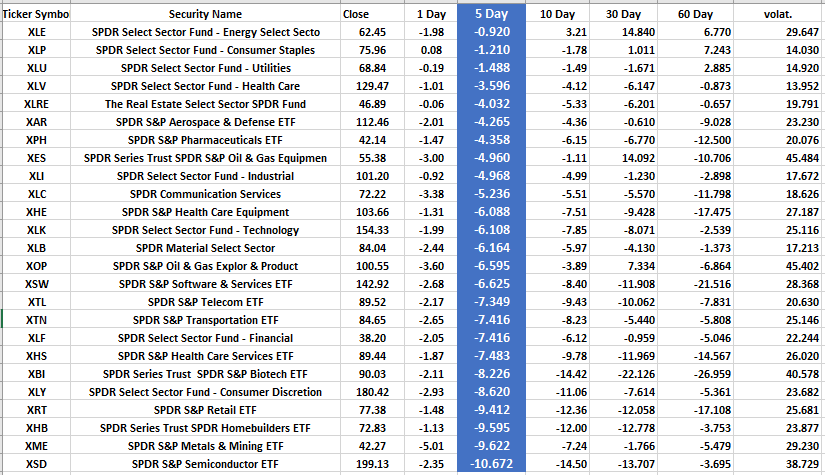 Ticker Symbol Security Name Close 1 Day 5 Day 10 Day 30 Day 60 Day volat.
XLE SPDR Select Sector Fund - Energy Select Secto 62.45 -1.98 -0.920 3.21 14.840 6.770 29.647
XLP SPDR Select Sector Fund - Consumer Staples 75.96 0.08 -1.210 -1.78 1.011 7.243 14.030
XLU SPDR Select Sector Fund - Utilities 68.84 -0.19 -1.488 -1.49 -1.671 2.885 14.920
XLV SPDR Select Sector Fund - Health Care 129.47 -1.01 -3.596 -4.12 -6.147 -0.873 13.952
XLRE The Real Estate Select Sector SPDR Fund 46.89 -0.06 -4.032 -5.33 -6.201 -0.657 19.791
XAR SPDR S&P Aerospace & Defense ETF 112.46 -2.01 -4.265 -4.36 -0.610 -9.028 23.230
XPH SPDR S&P Pharmaceuticals ETF 42.14 -1.47 -4.358 -6.15 -6.770 -12.500 20.076
XES SPDR Series Trust SPDR S&P Oil & Gas Equipmen 55.38 -3.00 -4.960 -1.11 14.092 -10.706 45.484
XLI SPDR Select Sector Fund - Industrial 101.20 -0.92 -4.968 -4.99 -1.230 -2.898 17.672
XLC SPDR Communication Services 72.22 -3.38 -5.236 -5.51 -5.570 -11.798 18.626
XHE SPDR S&P Health Care Equipment 103.66 -1.31 -6.088 -7.51 -9.428 -17.475 27.187
XLK SPDR Select Sector Fund - Technology 154.33 -1.99 -6.108 -7.85 -8.071 -2.539 25.116
XLB SPDR Material Select Sector 84.04 -2.44 -6.164 -5.97 -4.130 -1.373 17.213
XOP SPDR S&P Oil & Gas Explor & Product 100.55 -3.60 -6.595 -3.89 7.334 -6.864 45.402
XSW SPDR S&P Software & Services ETF 142.92 -2.68 -6.625 -8.40 -11.908 -21.516 28.368
XTL SPDR S&P Telecom ETF 89.52 -2.17 -7.349 -9.43 -10.062 -7.831 20.630
XTN SPDR S&P Transportation ETF 84.65 -2.65 -7.416 -8.23 -5.440 -5.808 25.146
XLF SPDR Select Sector Fund - Financial 38.20 -2.05 -7.416 -6.12 -0.959 -5.046 22.244
XHS SPDR S&P Health Care Services ETF 89.44 -1.87 -7.483 -9.78 -11.969 -14.567 26.020
XBI SPDR Series Trust SPDR S&P Biotech ETF 90.03 -2.11 -8.226 -14.42 -22.126 -26.959 40.578
XLY SPDR Select Sector Fund - Consumer Discretion 180.42 -2.93 -8.620 -11.06 -7.614 -5.361 23.682
XRT SPDR S&P Retail ETF 77.38 -1.48 -9.412 -12.36 -12.058 -17.108 25.681
XHB SPDR Series Trust SPDR Homebuilders ETF 72.83 -1.13 -9.595 -12.00 -12.778 -3.753 23.877
XME SPDR S&P Metals & Mining ETF 42.27 -5.01 -9.622 -7.24 -1.766 -5.479 29.230
XSD SPDR S&P Semiconductor ETF 199.13 -2.35 -10.672 -14.50 -13.707 -3.695 38.729